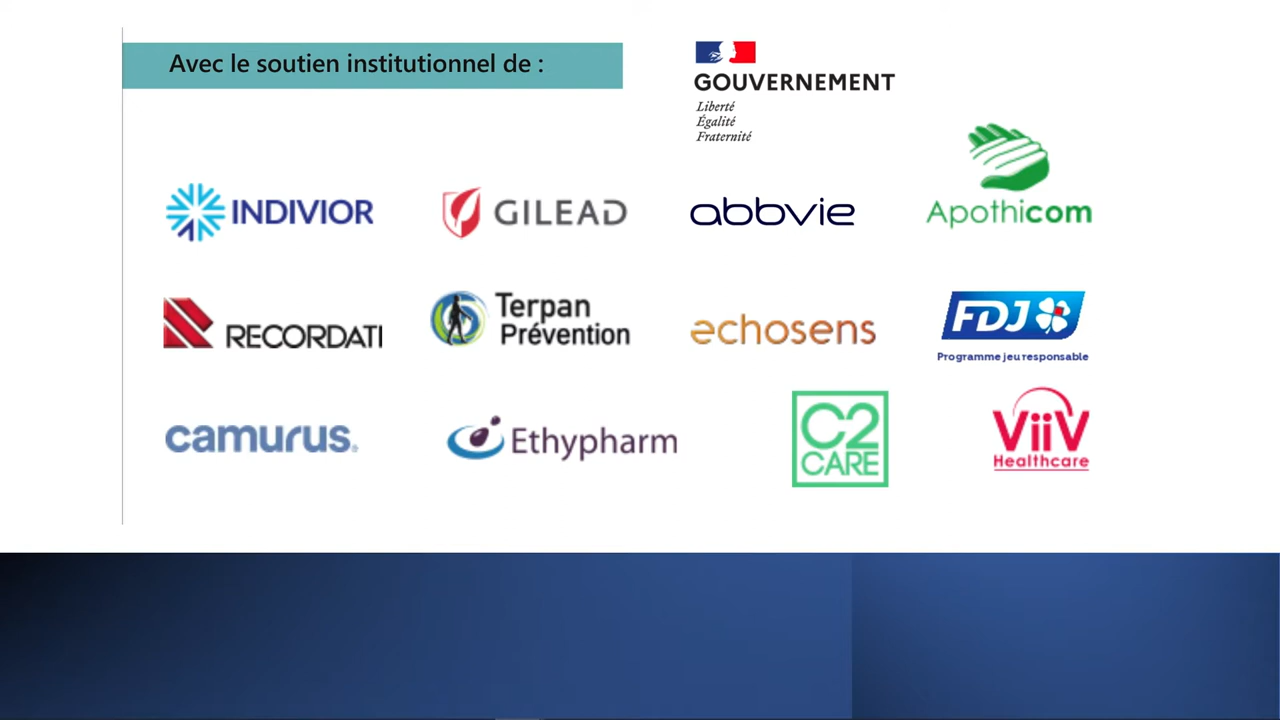 Avec le soutien institutionnel de :
GOUVERNEMENT
Liberté
Égalité
Fraternité
INDIVIOR
GILEAD
abbvie
Apothicom
RECORDATI
Terpan
Prévention
echosens
FDJ
Programme jeu responsable
camurus®
Ethypharm
C2
CARE
ViiV
Healthcare